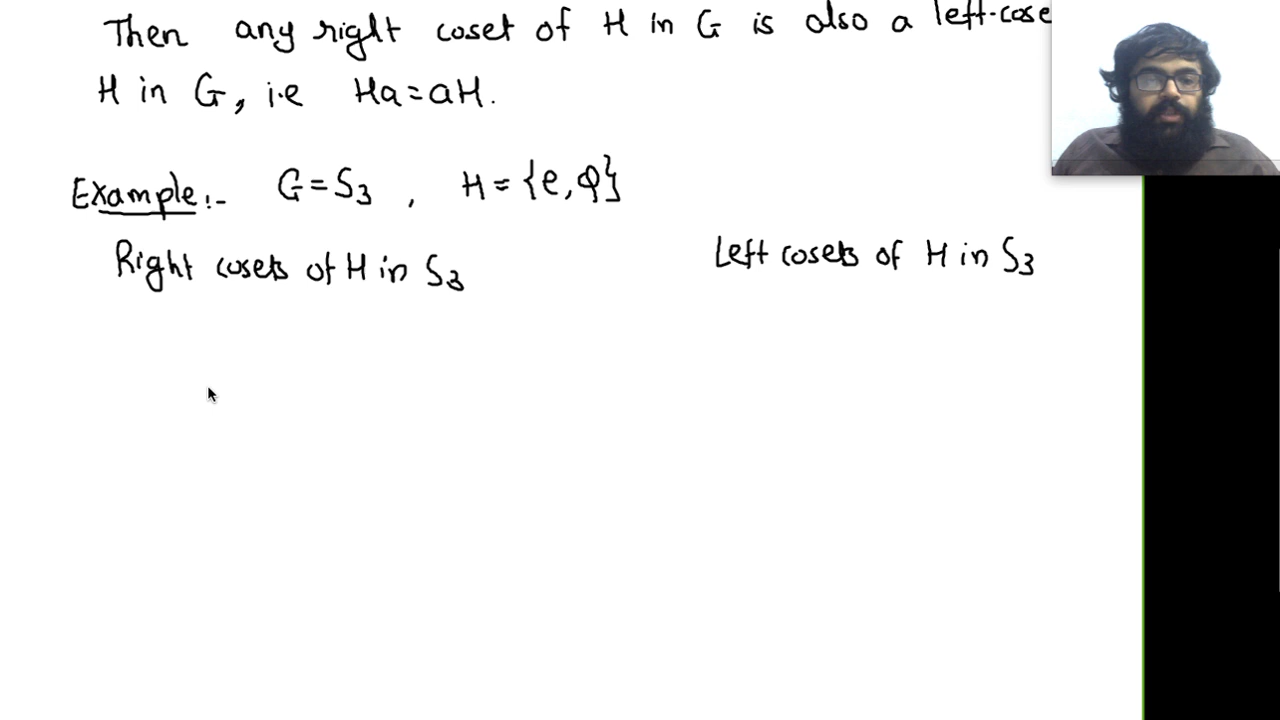 Then any right coset of H in G is also a left-cose
H in G, i.e Ha=aH.
Example:- G=S₃ , H={e,φ}
Right cosets of H in S₃
Left cosets of H in S₃